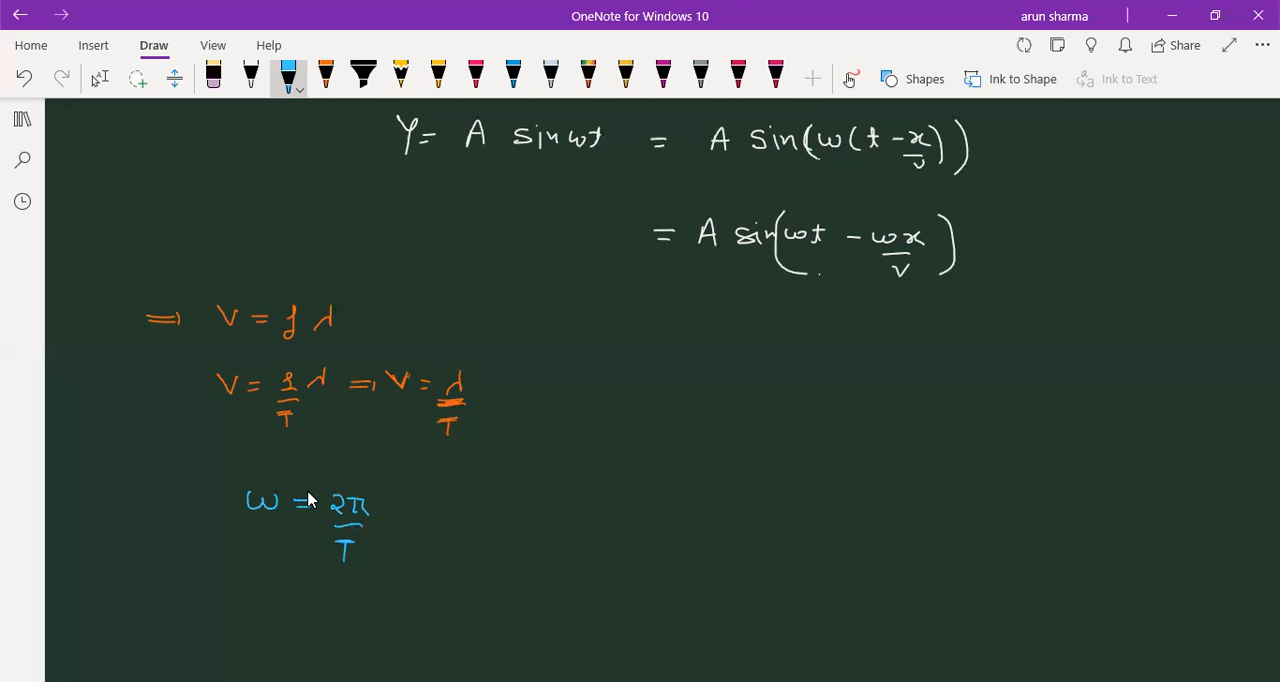 OneNote for Windows 10
arun sharma
Home Insert Draw View Help
Share
Shapes
Ink to Shape
Ink to Text
Y= A sin ωt = A sin(ω(t - x/v))
= A sin(ωt - ωx/v)
⟹ V = f λ
V = 1/T λ ⟹ V = λ/T
ω = 2π/T